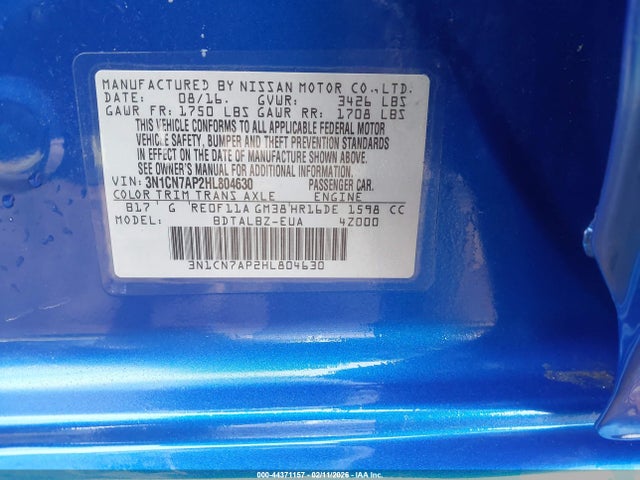 MANUFACTURED BY NISSAN MOTOR CO.,LTD.
DATE: 08/16. GVWR: 3426 LBS
GAWR FR: 1750 LBS GAWR RR: 1708 LBS
THIS VEHICLE CONFORMS TO ALL APPLICABLE FEDERAL MOTOR
VEHICLE SAFETY, BUMPER AND THEFT PREVENTION STANDARDS
IN EFFECT ON THE DATE OF MANUFACTURE SHOWN ABOVE.
SEE OWNER'S MANUAL FOR ADDITIONAL INFORMATION.
VIN: 3N1CN7AP2HL804630 PASSENGER CAR.
COLOR TRIM TRANS AXLE ENGINE
B17 G RE0F11A GM38 HR16DE 1598 CC
MODEL: BDTALBZ-EUA 4Z000
3N1CN7AP2HL804630
000-44371157 - 02/11/2026 - IAA